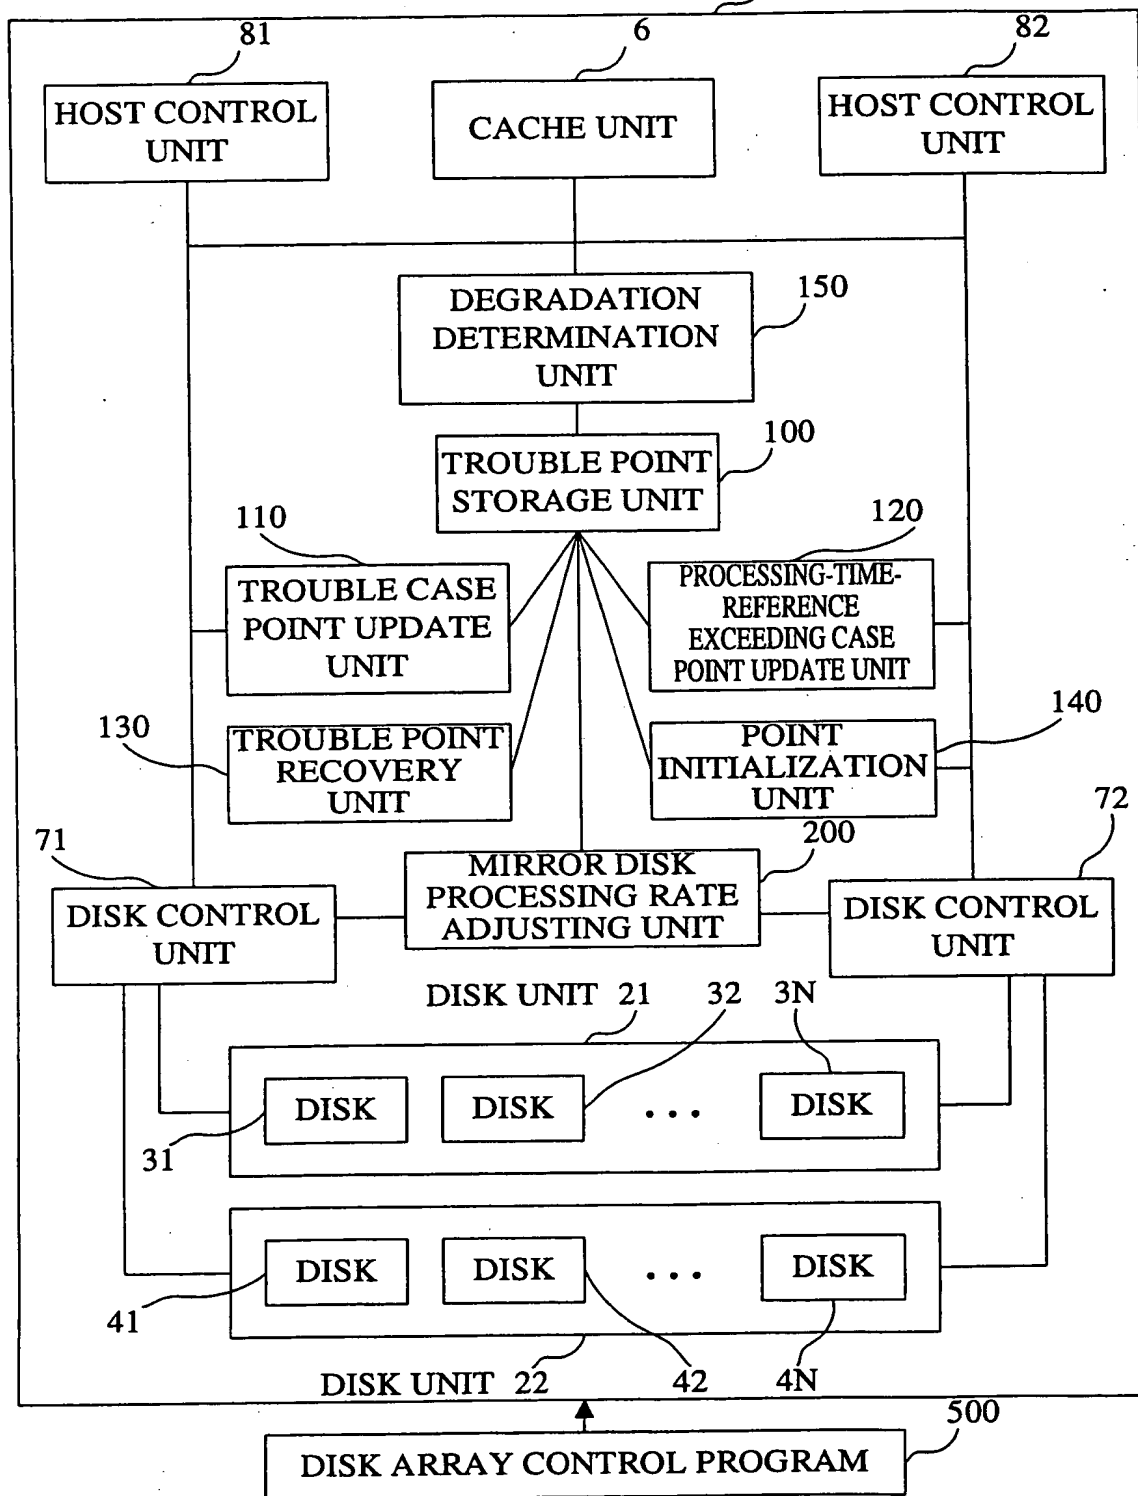 81
6
82
HOST CONTROL
UNIT
CACHE UNIT
HOST CONTROL
UNIT
DEGRADATION
DETERMINATION
UNIT
150
TROUBLE POINT
STORAGE UNIT
100
110
TROUBLE CASE
POINT UPDATE
UNIT
120
PROCESSING-TIME-
REFERENCE
EXCEEDING CASE
POINT UPDATE UNIT
130
TROUBLE POINT
RECOVERY
UNIT
140
POINT
INITIALIZATION
UNIT
71
DISK CONTROL
UNIT
200
MIRROR DISK
PROCESSING RATE
ADJUSTING UNIT
72
DISK CONTROL
UNIT
DISK UNIT 21
32
3N
DISK
DISK
• • •
DISK
31
DISK
DISK
• • •
DISK
41
DISK UNIT 22
42
4N
500
DISK ARRAY CONTROL PROGRAM